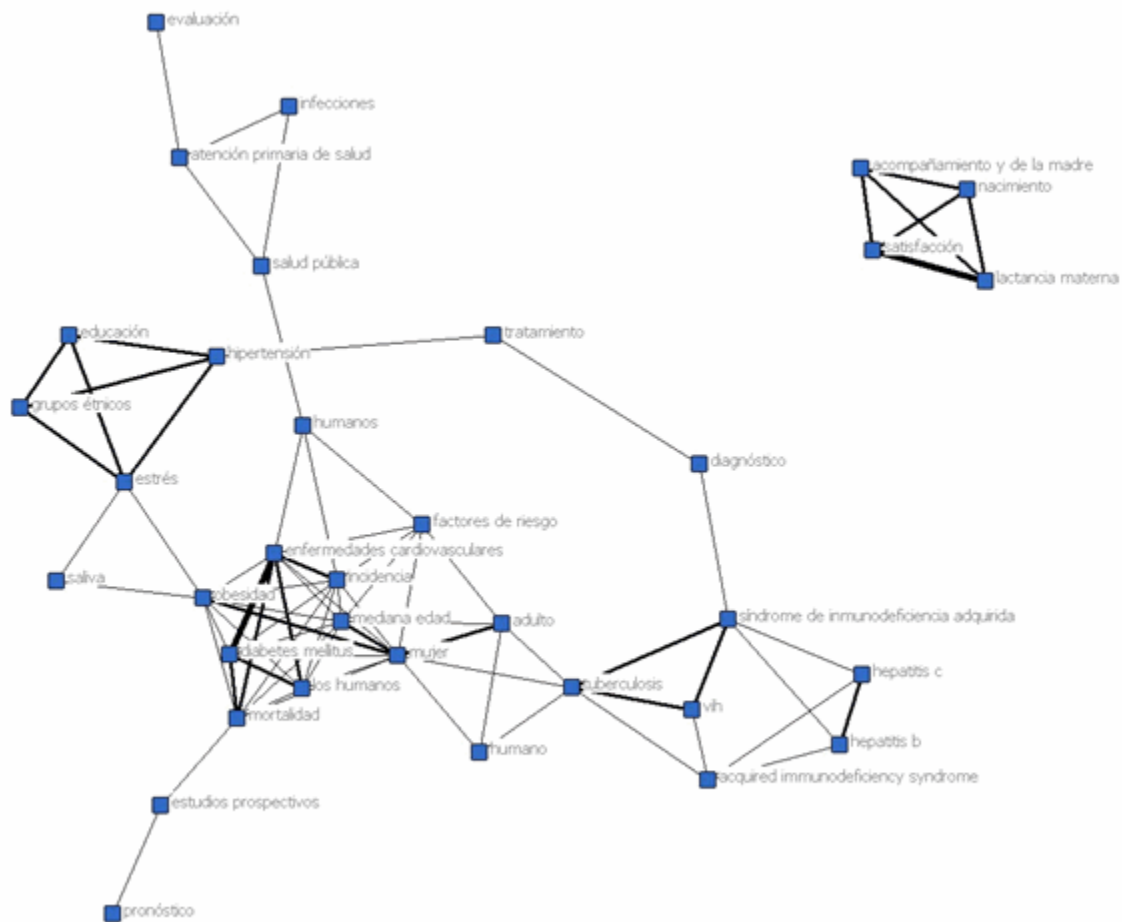 evaluación
infecciones
atención primaria de salud
acompañamiento y de la madre
nacimiento
satisfacción
salud pública
lactancia materna
educación
tratamiento
hipertensión
grupos étnicos
humanos
diagnóstico
estrés
factores de riesgo
enfermedades cardiovasculares
incidencia
saliva
obesidad
mediana edad
adulto
síndrome de inmunodeficiencia adquirida
diabetes mellitus
mujer
hepatitis c
tuberculosis
los humanos
vih
mortalidad
hepatitis b
humano
acquired immunodeficiency syndrome
estudios prospectivos
pronóstico